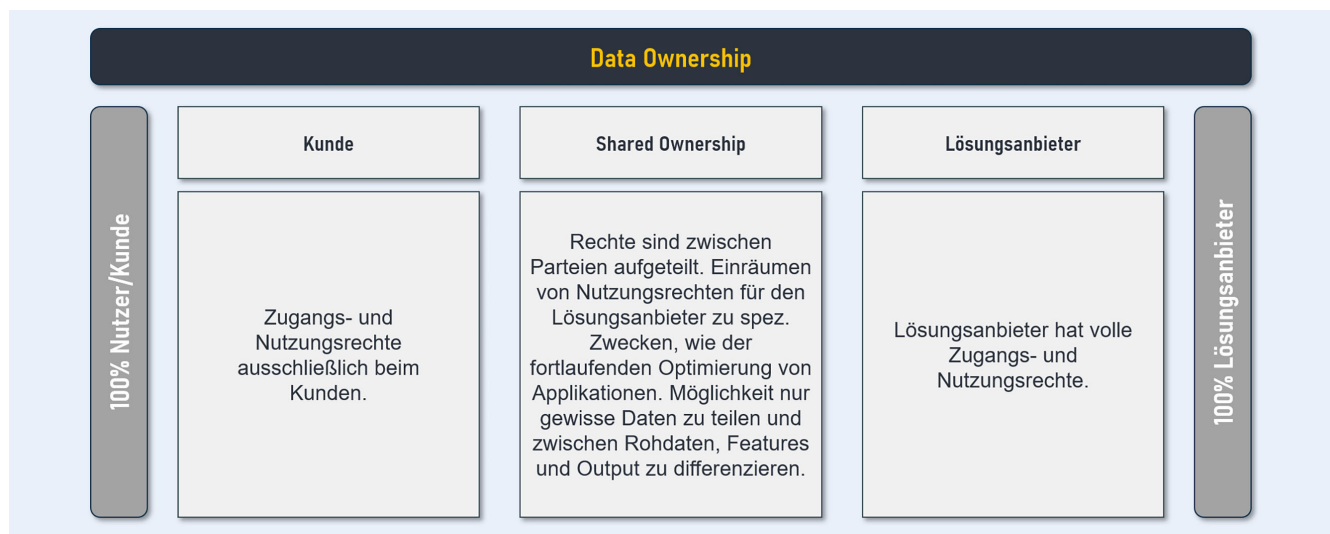 Data Ownership
100% Nutzer/Kunde
Kunde
Zugangs- und
Nutzungsrechte
ausschließlich beim
Kunden.
Shared Ownership
Rechte sind zwischen
Parteien aufgeteilt. Einräumen
von Nutzungsrechten für den
Lösungsanbieter zu spez.
Zwecken, wie der
fortlaufenden Optimierung von
Applikationen. Möglichkeit nur
gewisse Daten zu teilen und
zwischen Rohdaten, Features
und Output zu differenzieren.
Lösungsanbieter
Lösungsanbieter hat volle
Zugangs- und
Nutzungsrechte.
100% Lösungsanbieter